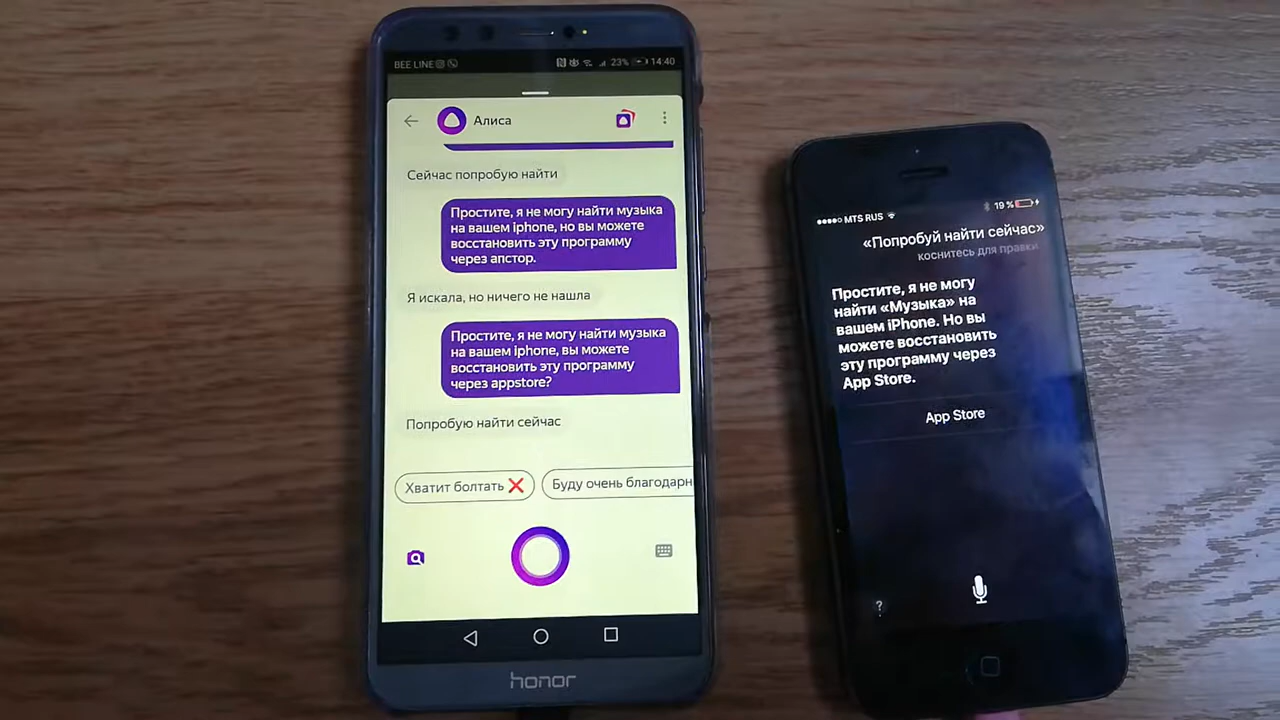 BEE LINE
23%
14:40
Алиса
Сейчас попробую найти
Простите, я не могу найти музыка
на вашем iphone, но вы можете
восстановить эту программу
через апстор.
Я искала, но ничего не нашла
Простите, я не могу найти музыка
на вашем iphone, вы можете
восстановить эту программу
через appstore?
Попробую найти сейчас
Хватит болтать
Буду очень благодарн
honor
MTS RUS
19 %
«Попробуй найти сейчас»
коснитесь для правки
Простите, я не могу
найти «Музыка» на
вашем iPhone. Но вы
можете восстановить
эту программу через
App Store.
App Store
?